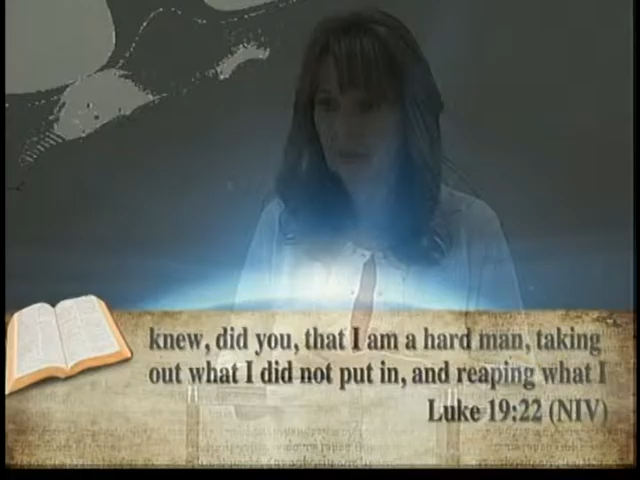 knew, did you, that I am a hard man, taking
out what I did not put in, and reaping what I
Luke 19:22 (NIV)